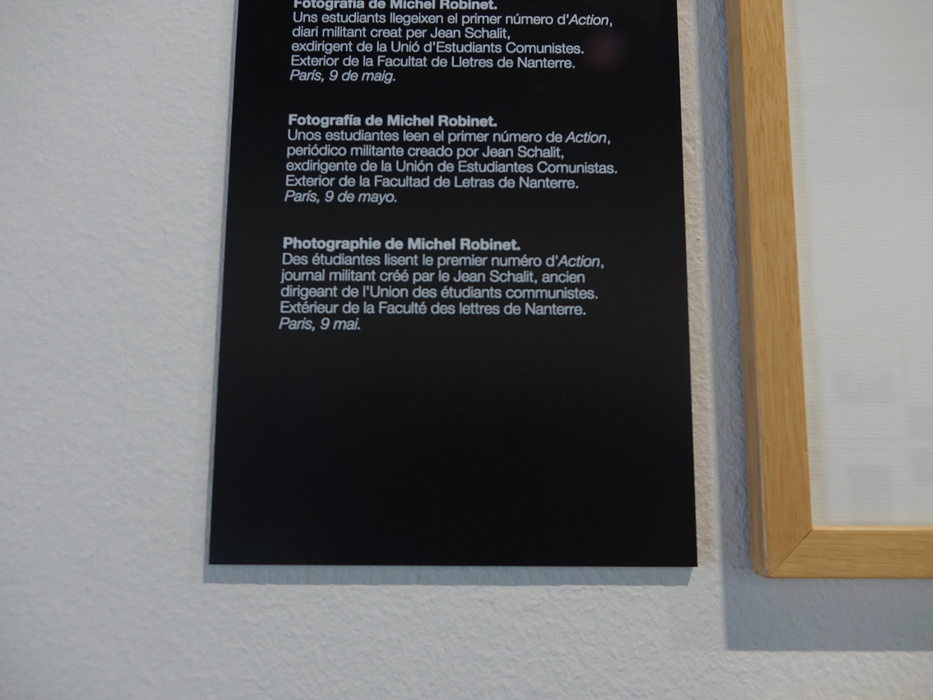 Fotografía de Michel Robinet.
Uns estudiants llegeixen el primer número d'Action,
diari militant creat per Jean Schalit,
exdirigent de la Unió d'Estudiants Comunistes.
Exterior de la Facultat de Lletres de Nanterre.
París, 9 de maig.
Fotografía de Michel Robinet.
Unos estudiantes leen el primer número de Action,
periódico militante creado por Jean Schalit,
exdirigente de la Unión de Estudiantes Comunistas.
Exterior de la Facultad de Letras de Nanterre.
París, 9 de mayo.
Photographie de Michel Robinet.
Des étudiantes lisent le premier numéro d'Action,
journal militant créé par le Jean Schalit, ancien
dirigeant de l'Union des étudiants communistes.
Extérieur de la Faculté des lettres de Nanterre.
Paris, 9 mai.